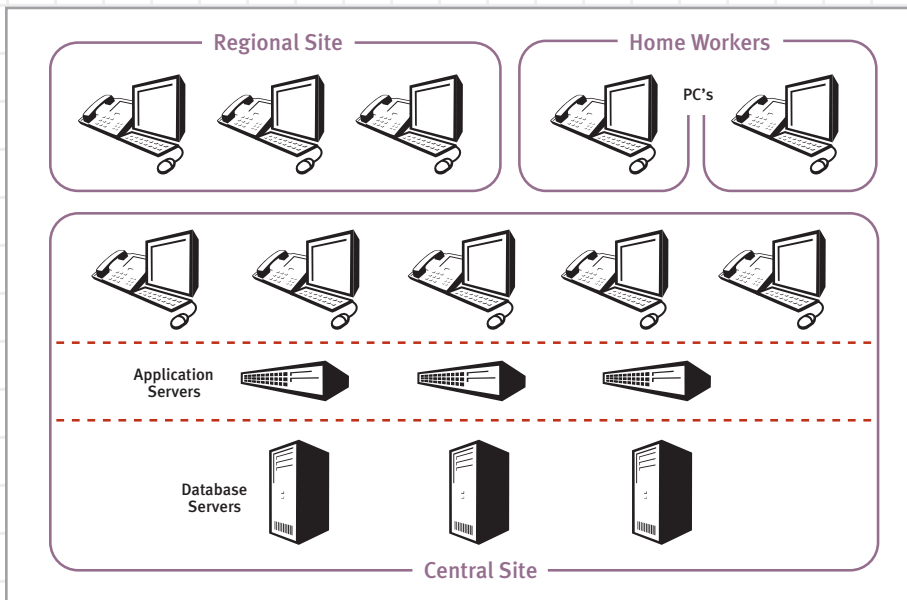 Regional Site
Home Workers
PC's
Application
Servers
Database
Servers
Central Site